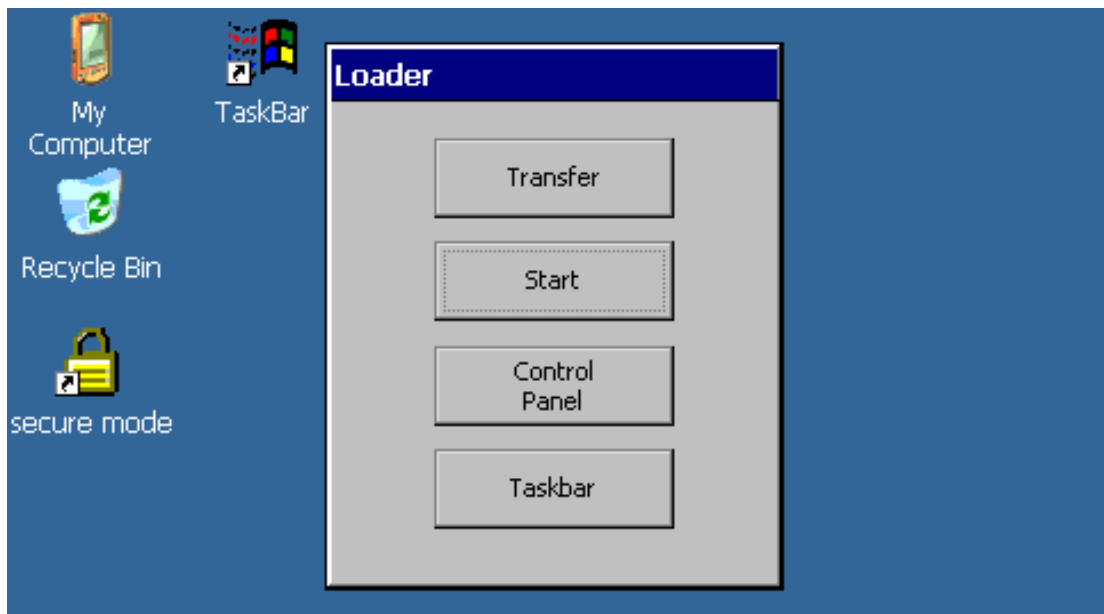 My
Computer
TaskBar
Recycle Bin
secure mode
Loader
Transfer
Start
Control
Panel
Taskbar